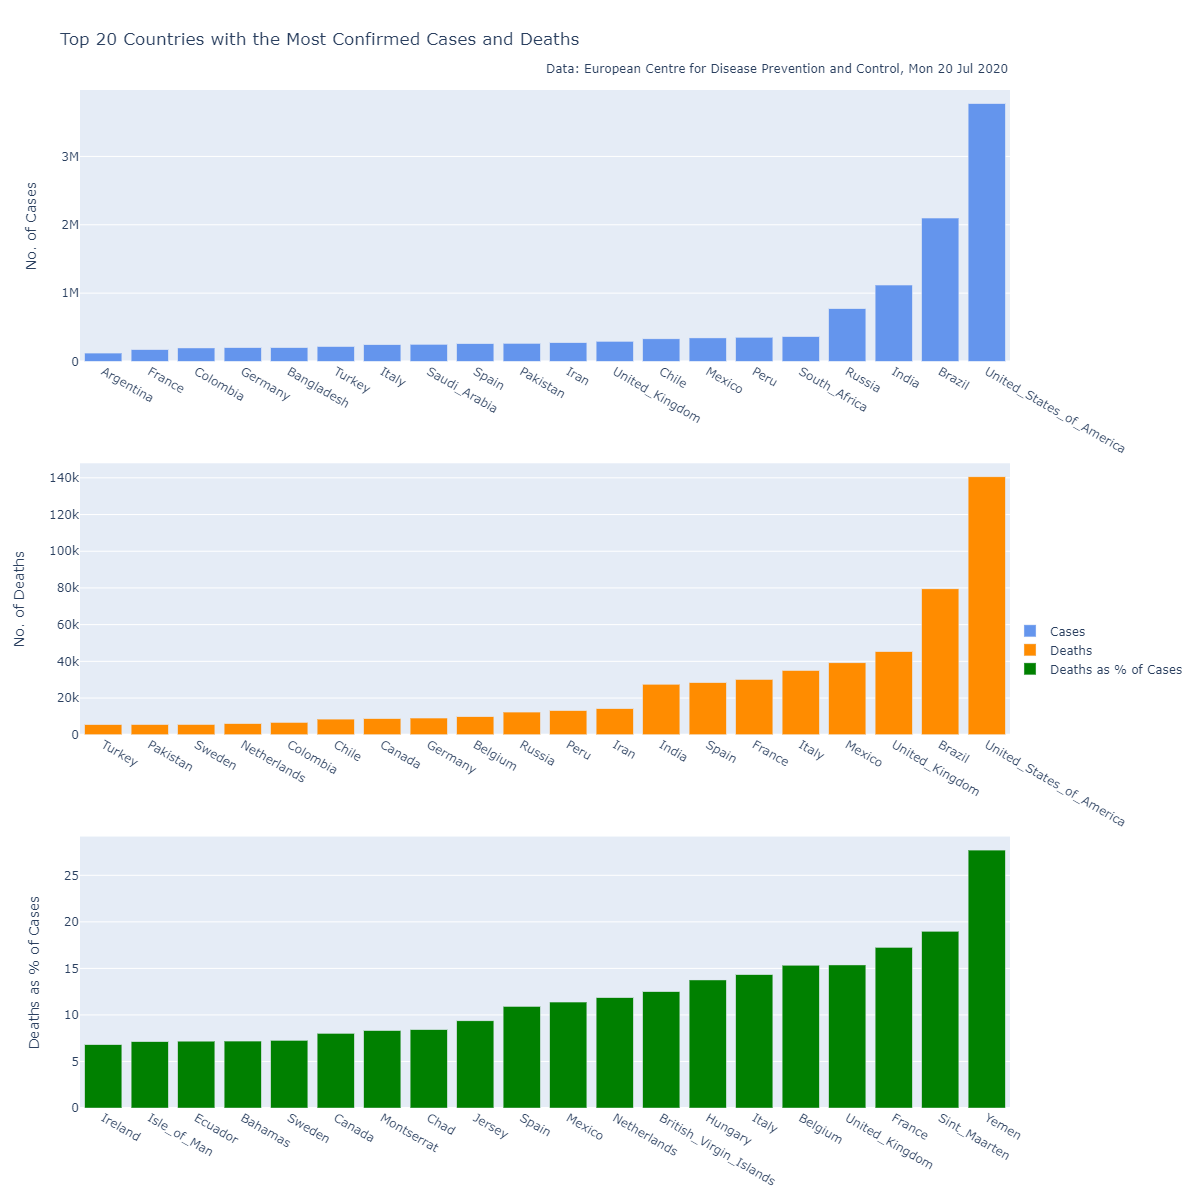 Top 20 Countries with the Most Confirmed Cases and Deaths
Data: European Centre for Disease Prevention and Control, Mon 20 Jul 2020
No. of Cases
3M
2M
1M
0
Argentina
France
Colombia
Germany
Bangladesh
Turkey
Italy
Saudi_Arabia
Spain
Pakistan
Iran
United_Kingdom
Chile
Mexico
Peru
South_Africa
Russia
India
Brazil
United_States_of_America
No. of Deaths
140k
120k
100k
80k
60k
40k
20k
0
Turkey
Pakistan
Sweden
Netherlands
Colombia
Chile
Canada
Germany
Belgium
Russia
Peru
Iran
India
Spain
France
Italy
Mexico
United_Kingdom
Brazil
United_States_of_America
Cases
Deaths
Deaths as % of Cases
Deaths as % of Cases
25
20
15
10
5
0
Ireland
Isle_of_Man
Ecuador
Bahamas
Sweden
Canada
Montserrat
Chad
Jersey
Spain
Mexico
Netherlands
British_Virgin_Islands
Hungary
Italy
Belgium
United_Kingdom
France
Sint_Maarten
Yemen